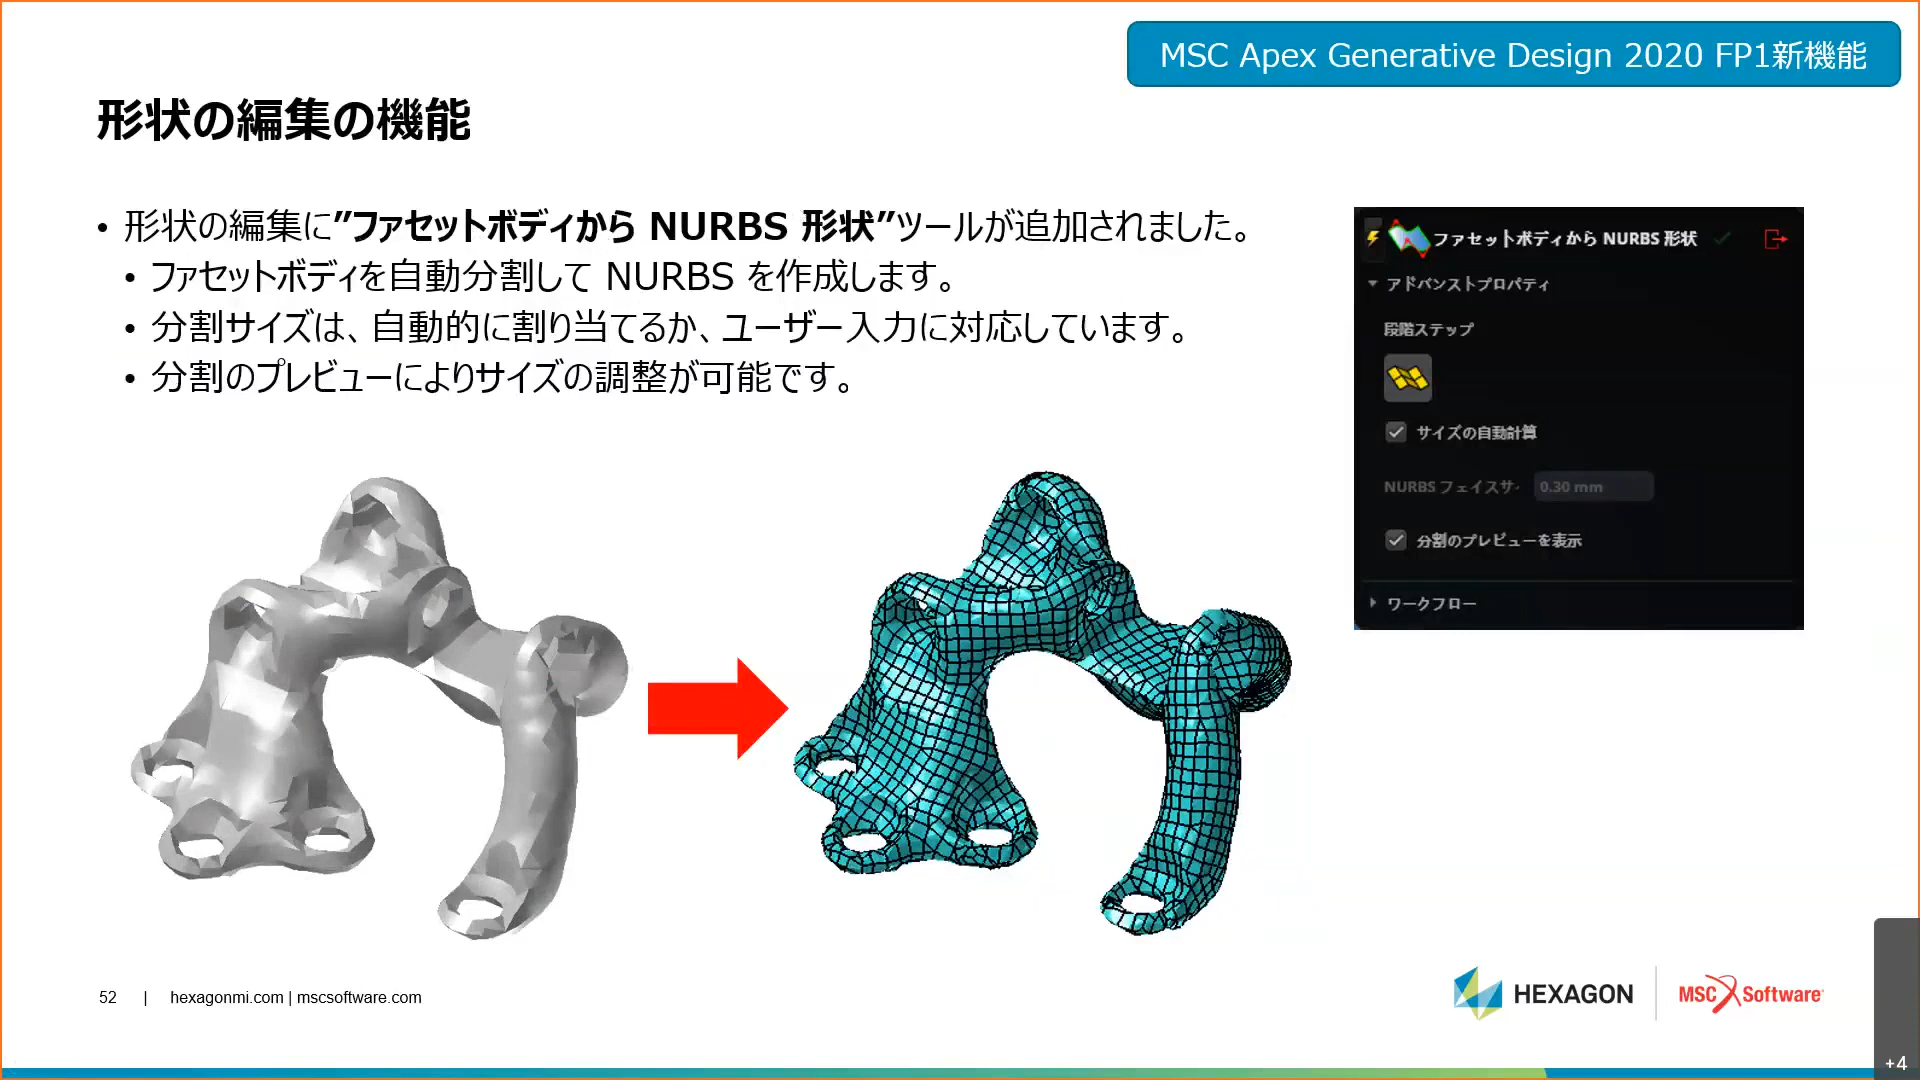 MSC Apex Generative Design 2020 FP1新機能
形状の編集の機能
• 形状の編集に”ファセットボディから NURBS 形状”ツールが追加されました。
• ファセットボディを自動分割して NURBS を作成します。
• 分割サイズは、自動的に割り当てるか、ユーザー入力に対応しています。
• 分割のプレビューによりサイズの調整が可能です。
ファセットボディから NURBS 形状
アドバンストプロパティ
段階ステップ
サイズの自動計算
NURBS フェイスサ 0.30 mm
分割のプレビューを表示
ワークフロー
52 | hexagonmi.com | mscsoftware.com
HEXAGON
MSC Software
+4